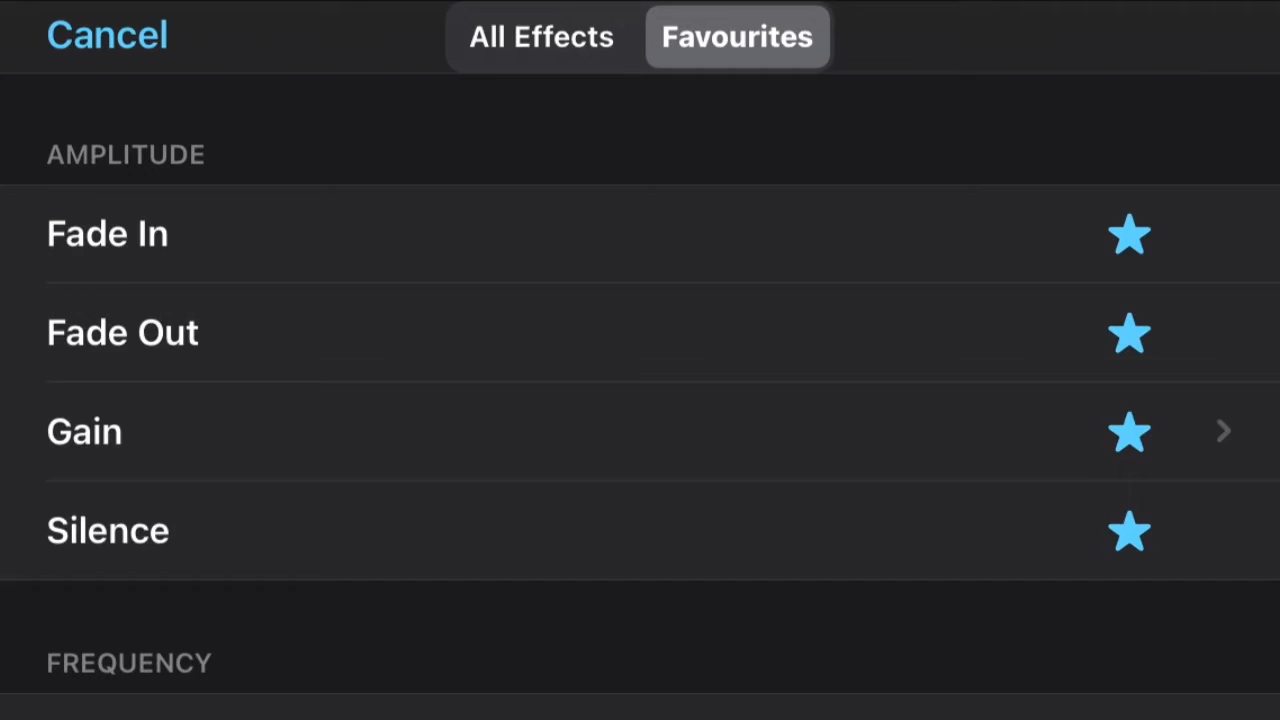 Cancel
All Effects
Favourites
AMPLITUDE
Fade In
Fade Out
Gain
Silence
FREQUENCY